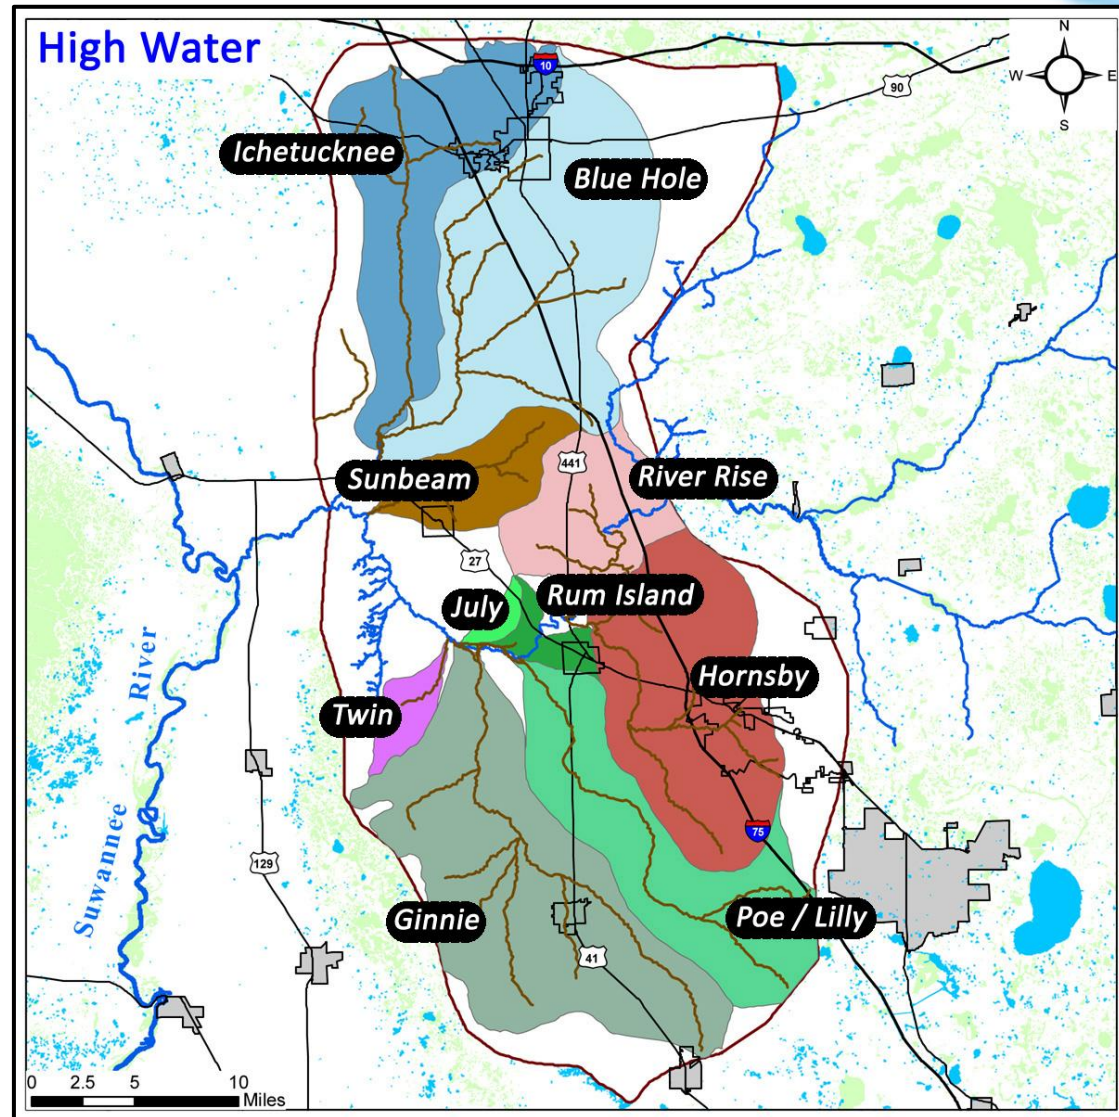 High Water
N
W E
S
10
90
Ichetucknee
Blue Hole
441
River Rise
Sunbeam
27
July
Rum Island
Hornsby
Twin
Suwannee River
129
75
Ginnie
Poe / Lilly
41
0 2.5 5 10
Miles